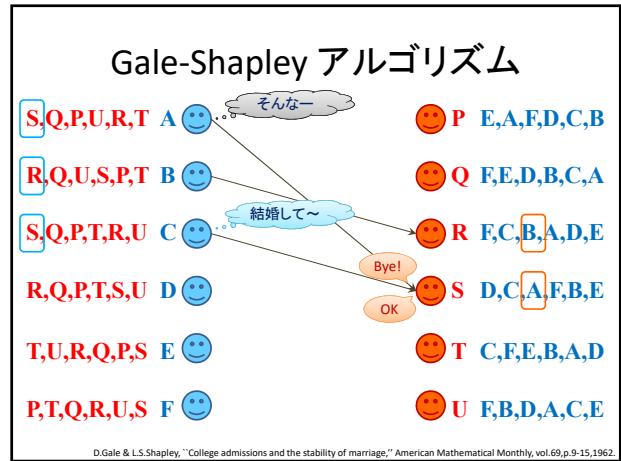 Gale-Shapley アルゴリズム
S,Q,P,U,R,T A
そんなー
P E,A,F,D,C,B
R,Q,U,S,P,T B
Q F,E,D,B,C,A
S,Q,P,T,R,U C
結婚して～
R F,C,B,A,D,E
Bye!
R,Q,P,T,S,U D
S D,C,A,F,B,E
OK
T,U,R,Q,P,S E
T C,F,E,B,A,D
P,T,Q,R,U,S F
U F,B,D,A,C,E
D.Gale & L.S.Shapley, ``College admissions and the stability of marriage,'' American Mathematical Monthly, vol.69,p.9-15,1962.